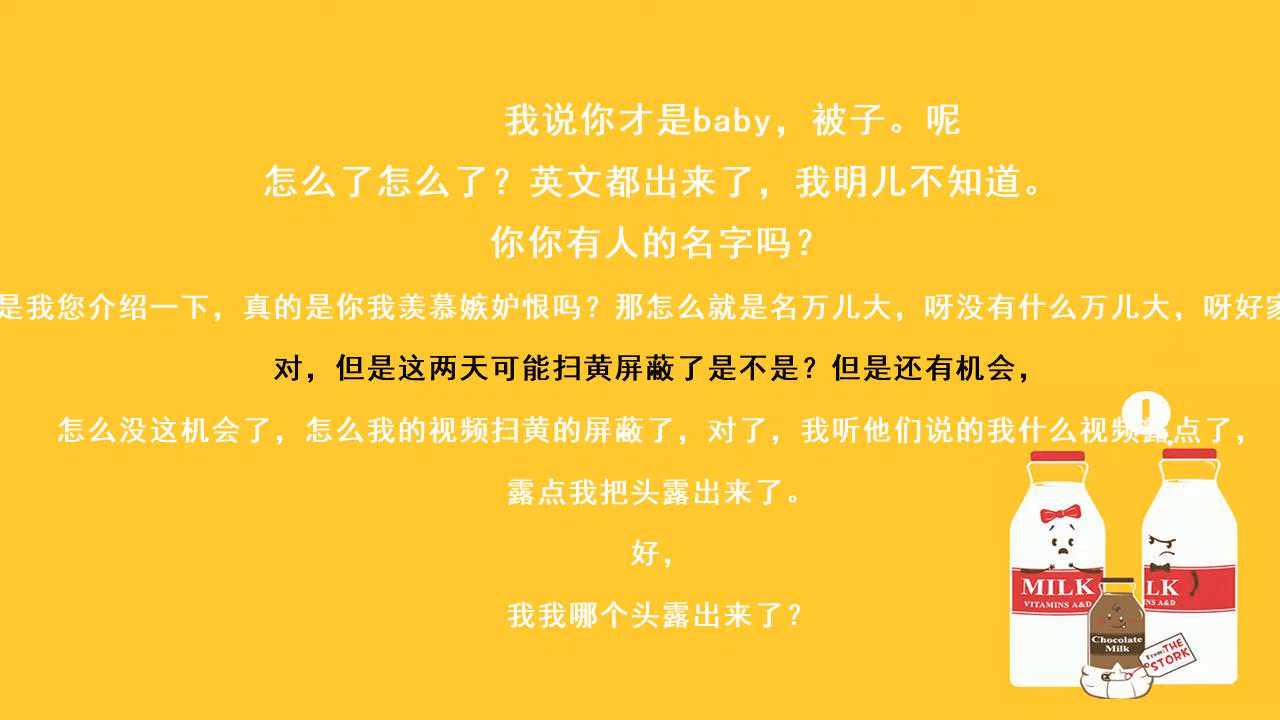 我说你才是baby，被子。呢
怎么了怎么了？英文都出来了，我明儿不知道。
你你有人的名字吗？
是我您介绍一下，真的是你我羡慕嫉妒恨吗？那怎么就是名万儿大，呀没有什么万儿大，呀好家
对，但是这两天可能扫黄屏蔽了是不是？但是还有机会，
怎么没这机会了，怎么我的视频扫黄的屏蔽了，对了，我听他们说的我什么视频露点了，
露点我把头露出来了。
好，
我我哪个头露出来了？
MILK
VITAMINS A&D
LK
NS A&D
Chocolate
Milk
From: THE
STORK